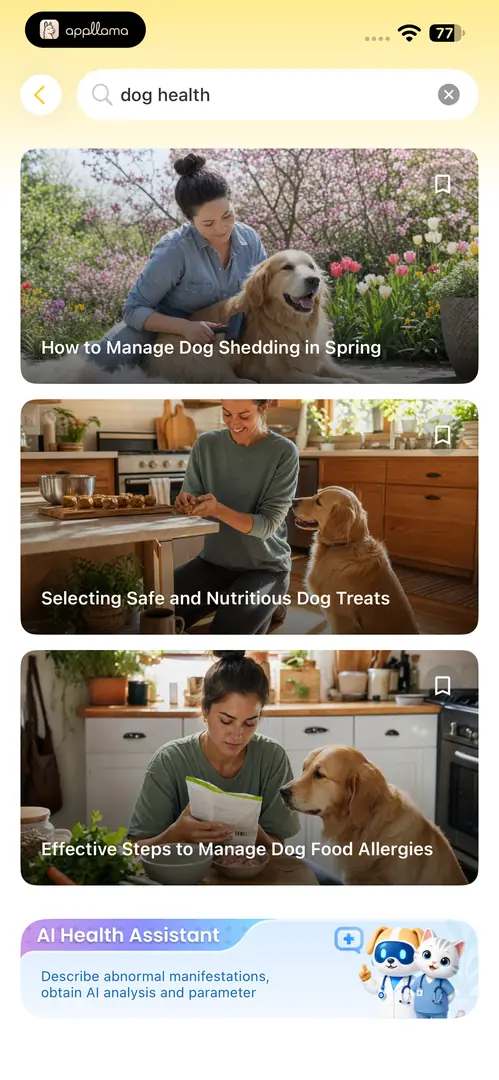 appllama
77
dog health
How to Manage Dog Shedding in Spring
Selecting Safe and Nutritious Dog Treats
Effective Steps to Manage Dog Food Allergies
AI Health Assistant
Describe abnormal manifestations,
obtain AI analysis and parameter